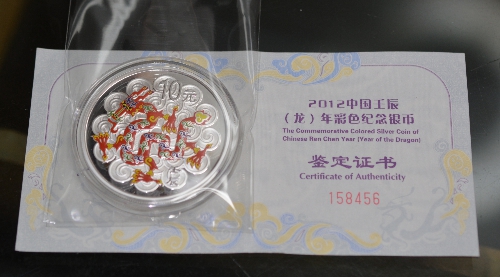 10元
2012中国壬辰
（龙）年彩色纪念银币
The Commemorative Colored Silver Coin of
Chinese Ren Chen Year (Year of the Dragon)
鉴定证书
Certificate of Authenticity
158456